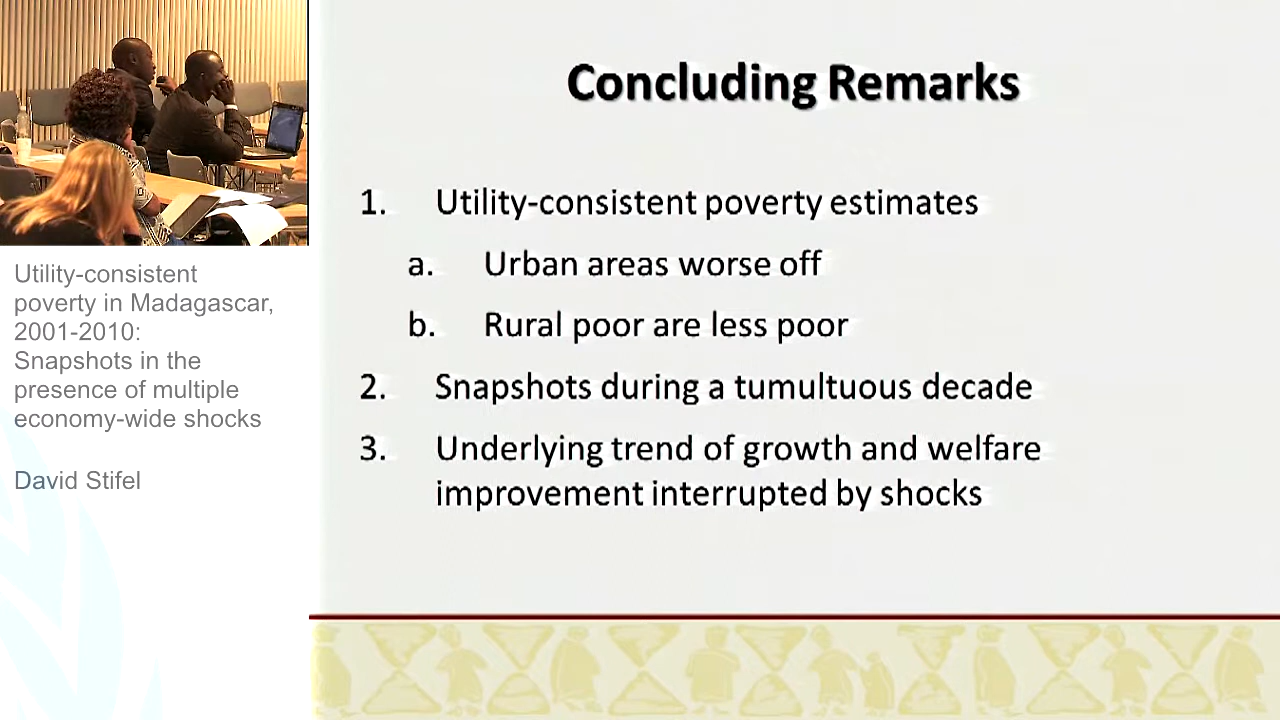 Concluding Remarks
1. Utility-consistent poverty estimates
a. Urban areas worse off
b. Rural poor are less poor
2. Snapshots during a tumultuous decade
3. Underlying trend of growth and welfare
improvement interrupted by shocks
Utility-consistent
poverty in Madagascar,
2001-2010:
Snapshots in the
presence of multiple
economy-wide shocks
David Stifel